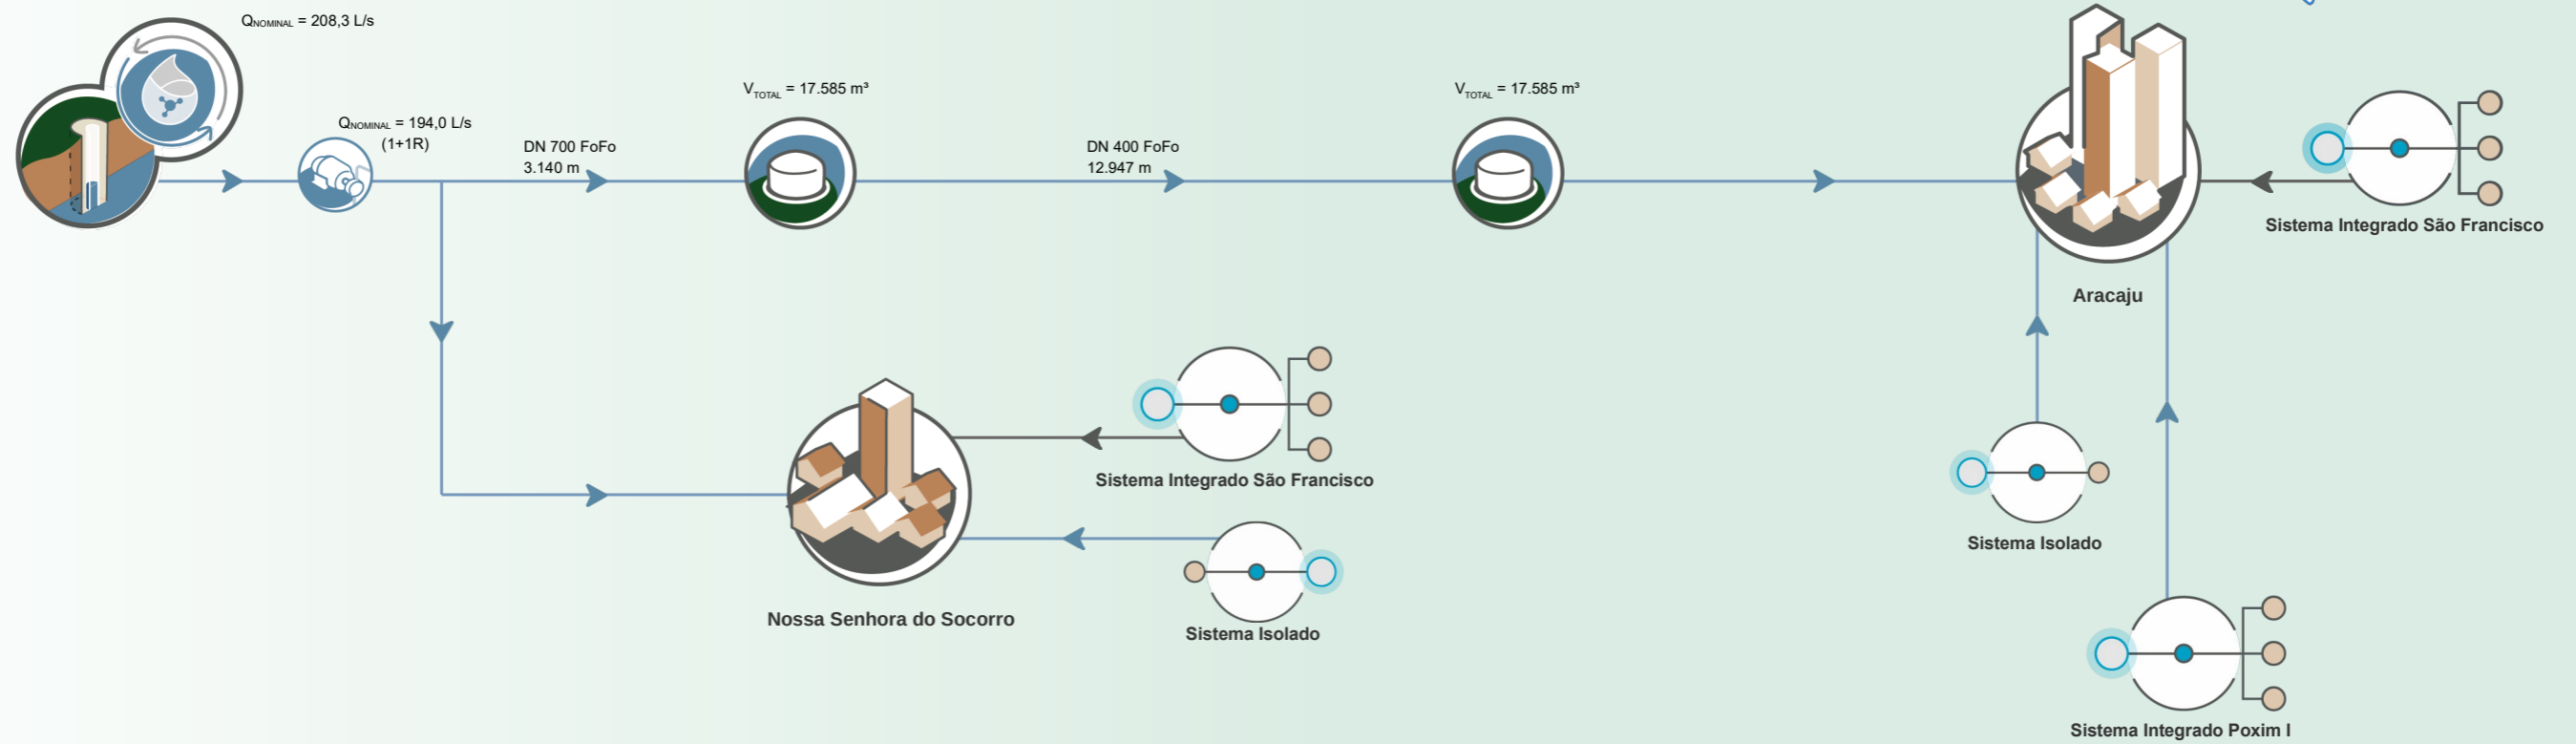 QNOMINAL = 208,3 L/s
QNOMINAL = 194,0 L/s
(1+1R)
DN 700 FoFo
3.140 m
VTOTAL = 17.585 m³
DN 400 FoFo
12.947 m
VTOTAL = 17.585 m³
Sistema Integrado São Francisco
Aracaju
Sistema Integrado São Francisco
Sistema Isolado
Nossa Senhora do Socorro
Sistema Isolado
Sistema Integrado Poxim I